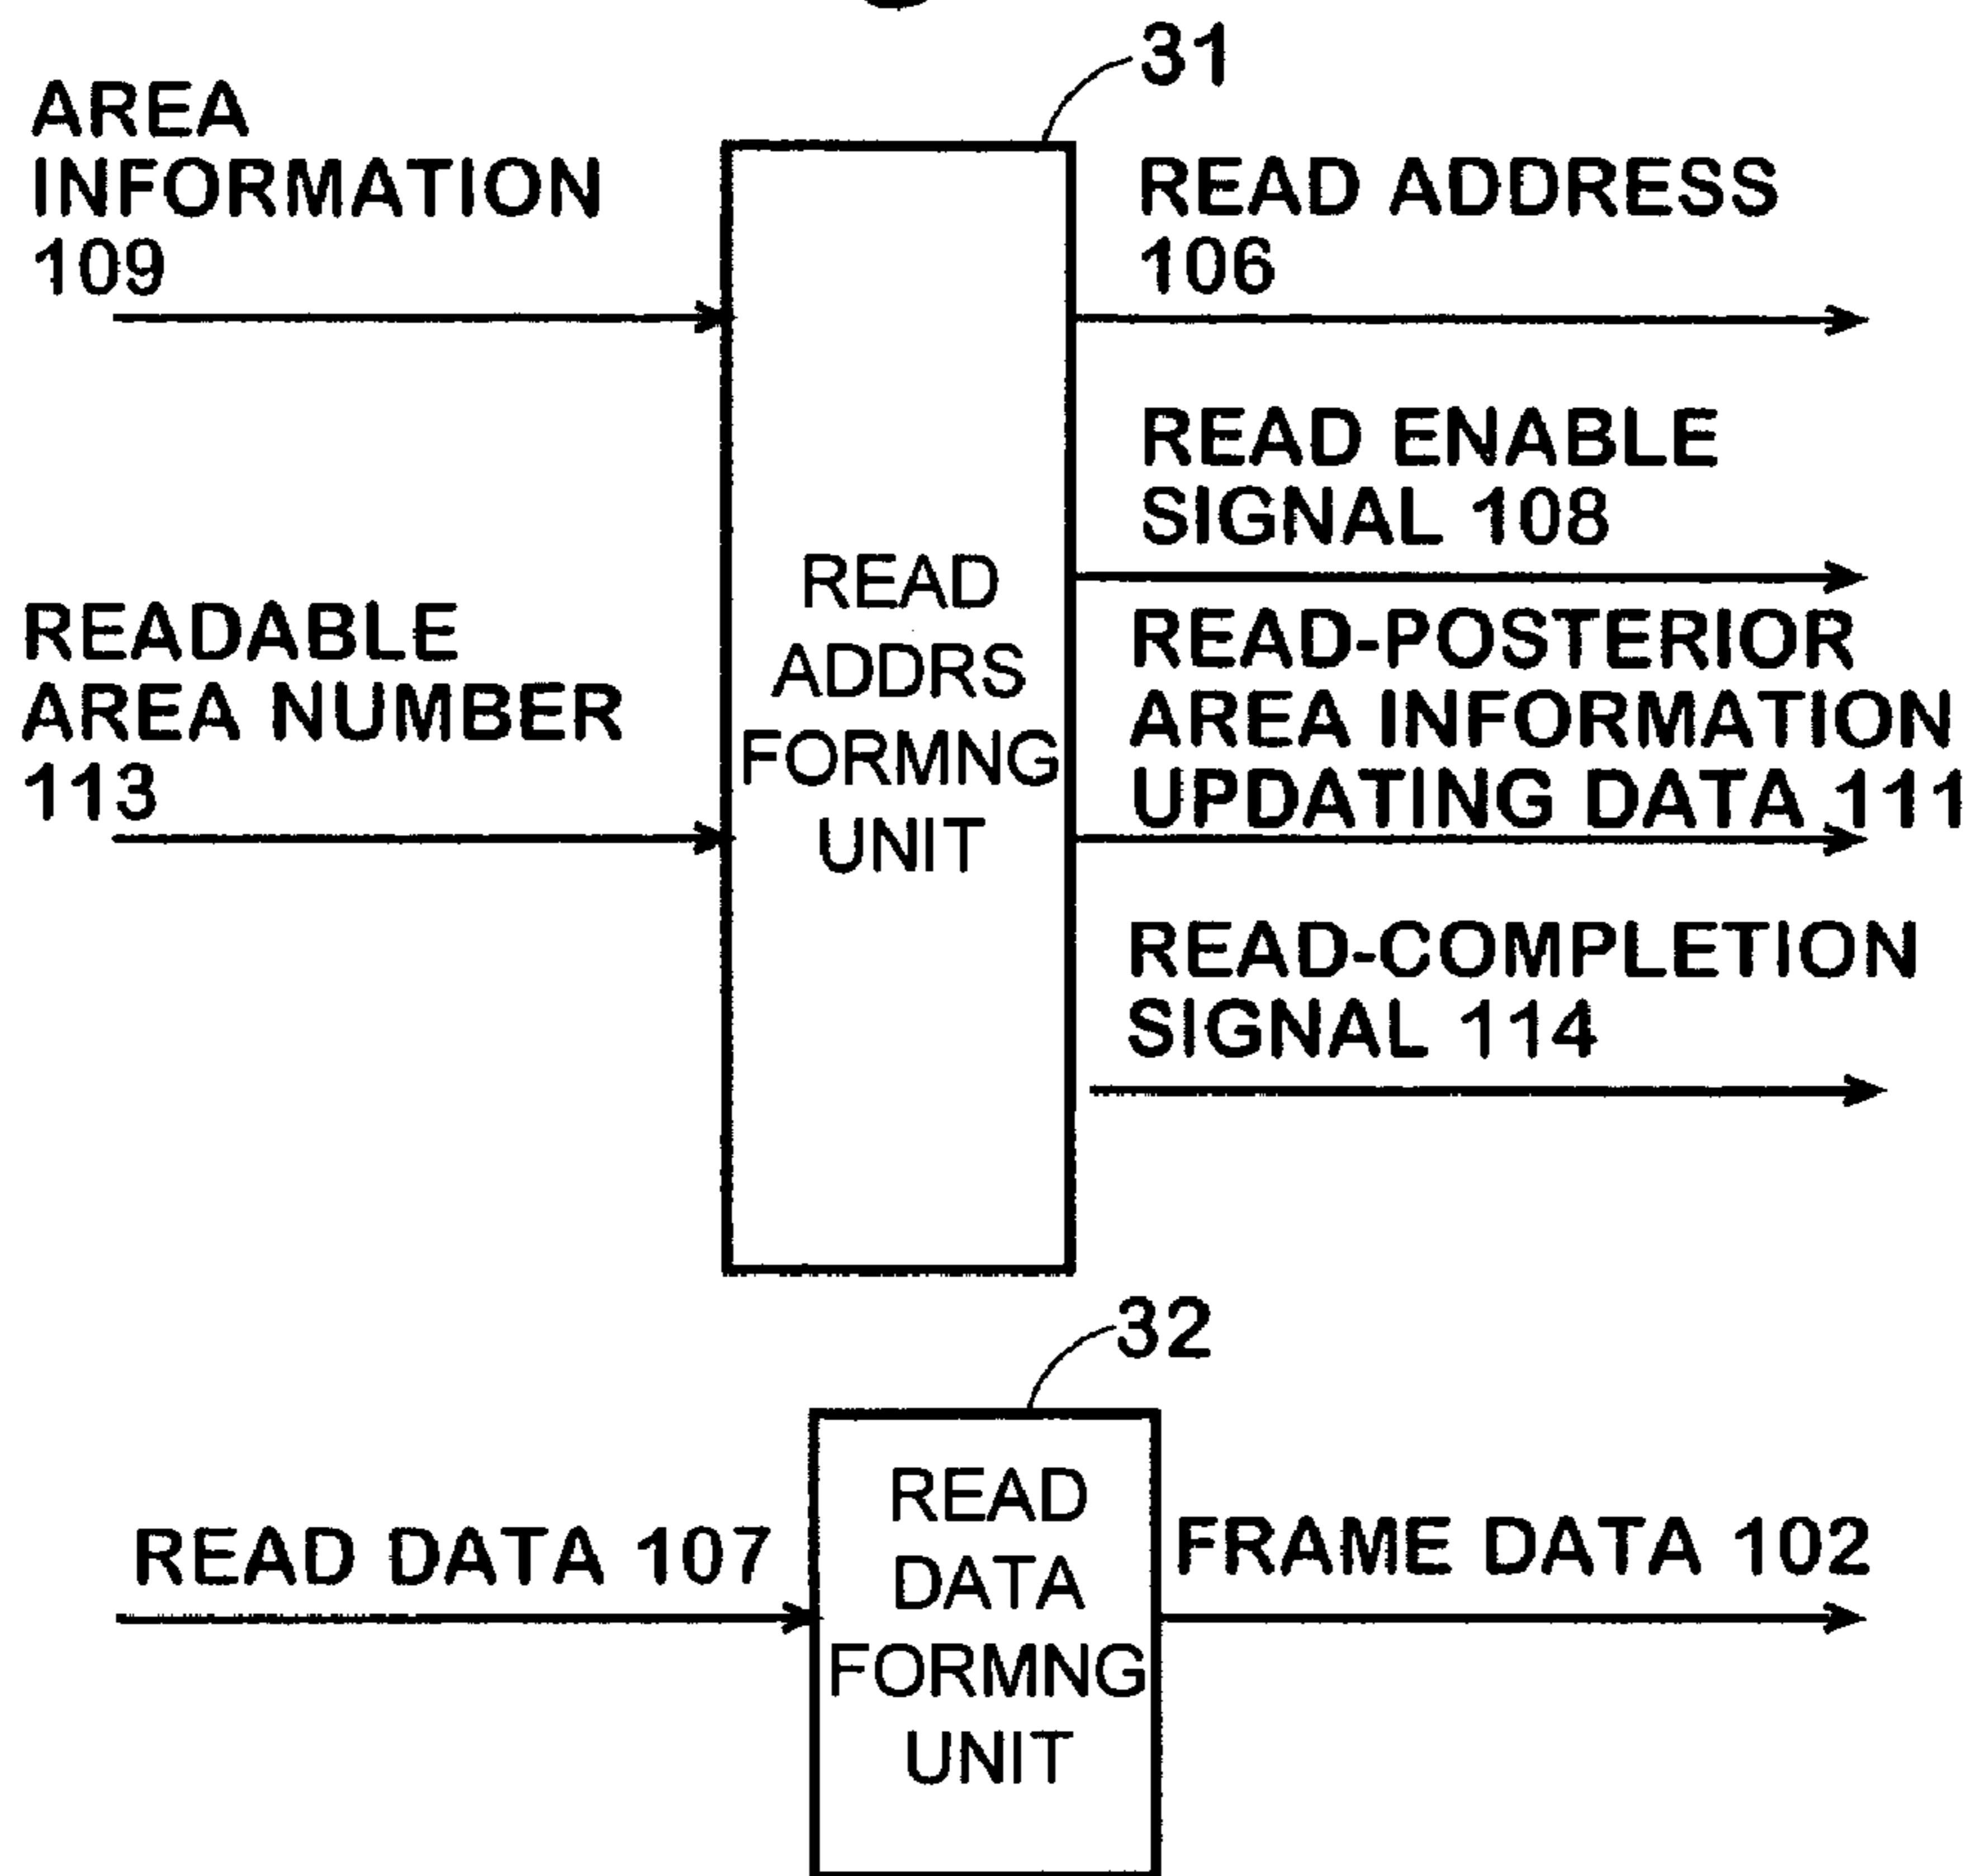 31
AREA
INFORMATION
109
READ ADDRESS
106
READ ENABLE
SIGNAL 108
READABLE
AREA NUMBER
113
READ
ADDRS
FORMNG
UNIT
READ-POSTERIOR
AREA INFORMATION
UPDATING DATA 111
READ-COMPLETION
SIGNAL 114
32
READ DATA 107
READ
DATA
FORMNG
UNIT
FRAME DATA 102